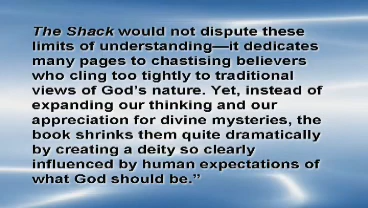 The Shack would not dispute these
limits of understanding—it dedicates
many pages to chastising believers
who cling too tightly to traditional
views of God's nature. Yet, instead of
expanding our thinking and our
appreciation for divine mysteries, the
book shrinks them quite dramatically
by creating a deity so clearly
influenced by human expectations of
what God should be.”